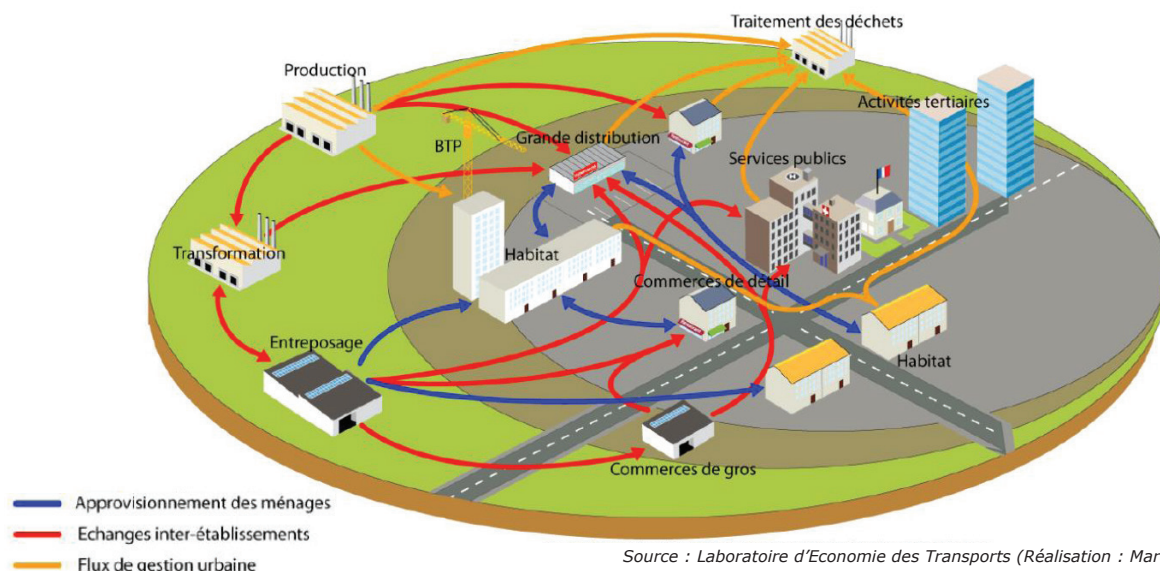 Traitement des déchets
Production
Activités tertiaires
Grande distribution
BTP
Services publics
Transformation
Habitat
Commerces de détail
Entreposage
Habitat
Commerces de gros
Approvisionnement des ménages
Echanges inter-établissements
Flux de gestion urbaine
Source : Laboratoire d'Economie des Transports (Réalisation : Mar